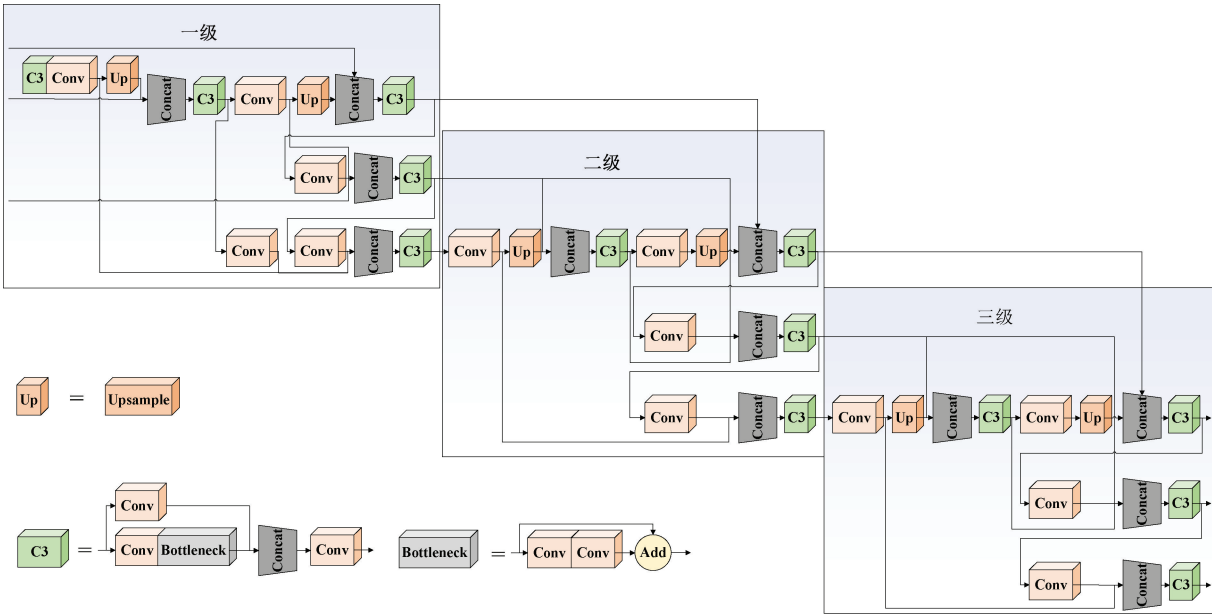 一级
C3 Conv Up Concat C3 Conv Up Concat C3
Conv Concat C3
Conv Conv Concat C3
二级
Conv Up Concat C3 Conv Up Concat C3
Conv Concat C3
Conv Concat C3
三级
Conv Up Concat C3 Conv Up Concat C3
Conv Concat C3
Conv Concat C3
Up = Upsample
C3 = Conv Conv Bottleneck Concat Conv
Bottleneck = Conv Conv Add